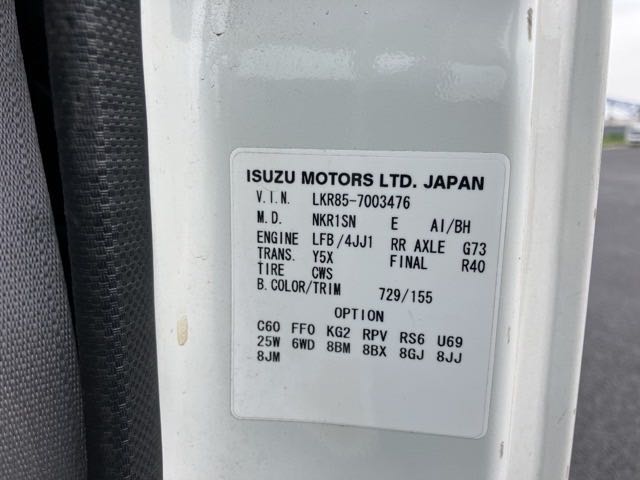 ISUZU MOTORS LTD. JAPAN
V.I.N. LKR85-7003476
M.D. NKR1SN E AI/BH
ENGINE LFB/4JJ1 RR AXLE G73
TRANS. Y5X FINAL R40
TIRE CWS
B.COLOR/TRIM 729/155
OPTION
C60 FF0 KG2 RPV RS6 U69
25W 6WD 8BM 8BX 8GJ 8JJ
8JM